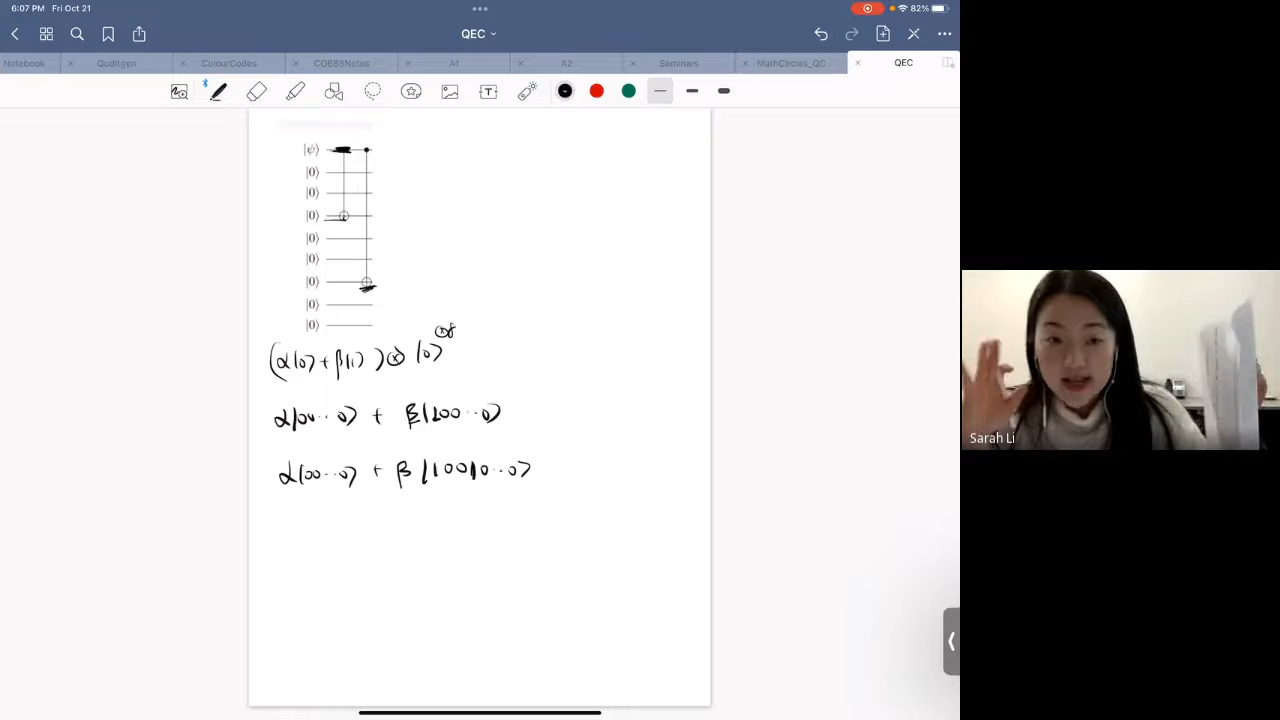 6:07 PM Fri Oct 21
82%
QEC
Notebook
Quditgen
ColourCodes
CO685Notes
A1
A2
Seminars
MathCircles_QC
QEC
|ψ⟩
|0⟩
|0⟩
|0⟩
|0⟩
|0⟩
|0⟩
|0⟩
|0⟩
(α|0⟩ + β|1⟩) ⊗ |0⟩^⊗8
α|00···0⟩ + β|100···0⟩
α|00···0⟩ + β|10010···0⟩
Sarah Li